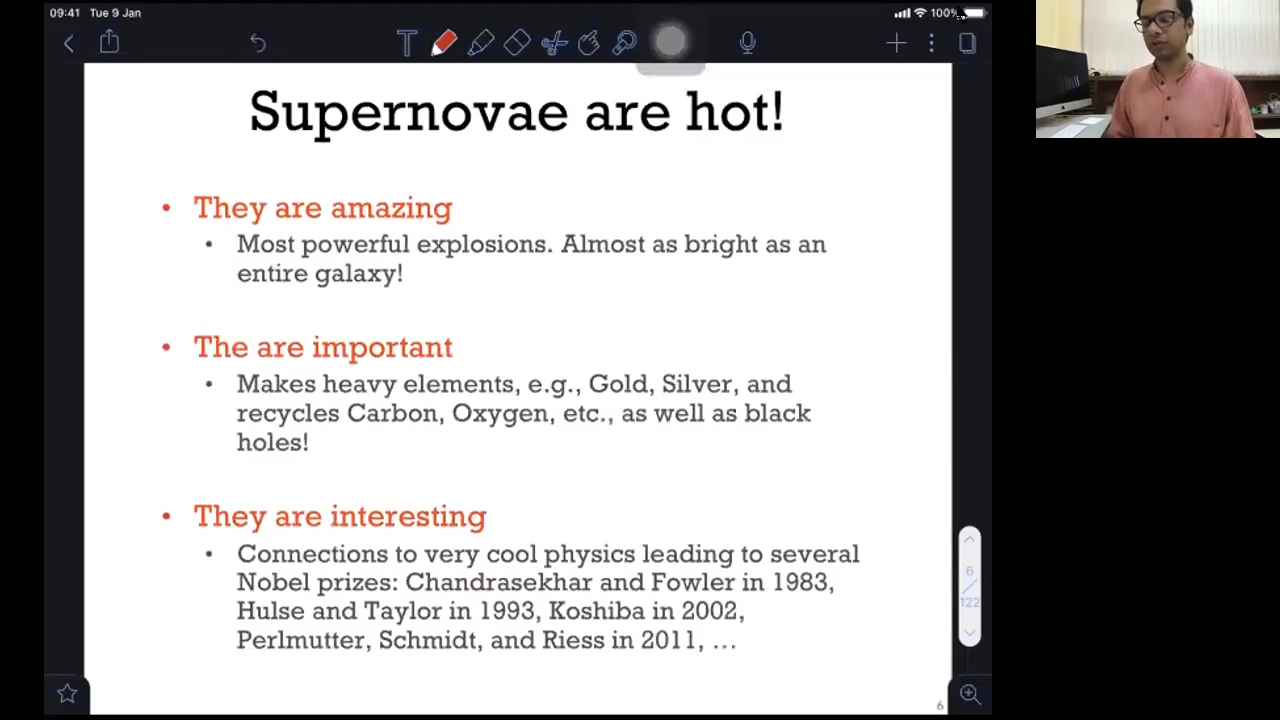 09:41 Tue 9 Jan
100%
Supernovae are hot!
• They are amazing
• Most powerful explosions. Almost as bright as an
entire galaxy!
• The are important
• Makes heavy elements, e.g., Gold, Silver, and
recycles Carbon, Oxygen, etc., as well as black
holes!
• They are interesting
• Connections to very cool physics leading to several
Nobel prizes: Chandrasekhar and Fowler in 1983,
Hulse and Taylor in 1993, Koshiba in 2002,
Perlmutter, Schmidt, and Riess in 2011, …
6
122
6